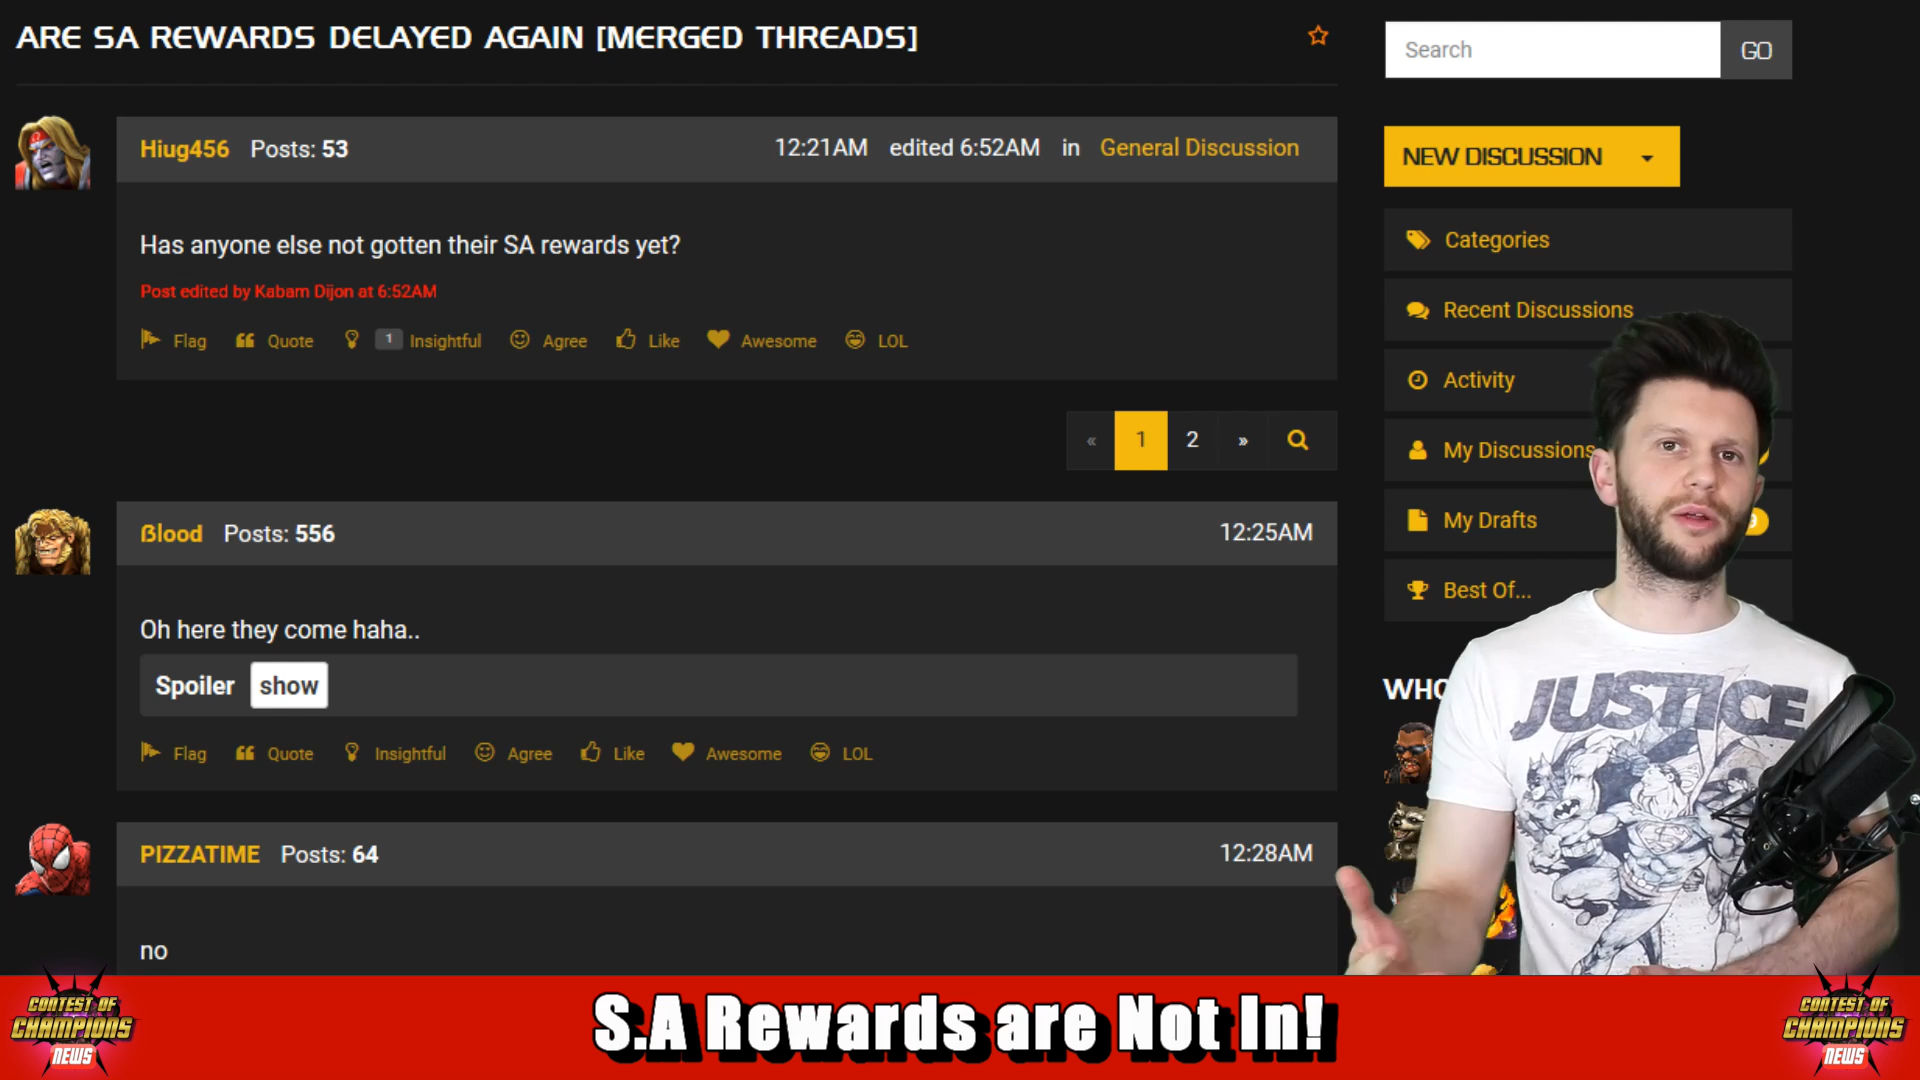 ARE SA REWARDS DELAYED AGAIN [MERGED THREADS]
Search GO
Hiug456 Posts: 53 12:21AM edited 6:52AM in General Discussion
NEW DISCUSSION
Has anyone else not gotten their SA rewards yet?
Post edited by Kabam Dijon at 6:52AM
Flag Quote 1 Insightful Agree Like Awesome LOL
Categories
Recent Discussions
Activity
My Discussions
My Drafts
Best Of...
« 1 2 »
ßlood Posts: 556 12:25AM
Oh here they come haha..
Spoiler show
Flag Quote Insightful Agree Like Awesome LOL
WHO
JUSTICE
PIZZATIME Posts: 64 12:28AM
no
CONTEST OF
CHAMPIONS
NEWS
S.A Rewards are Not In!
CONTEST OF
CHAMPIONS
NEWS